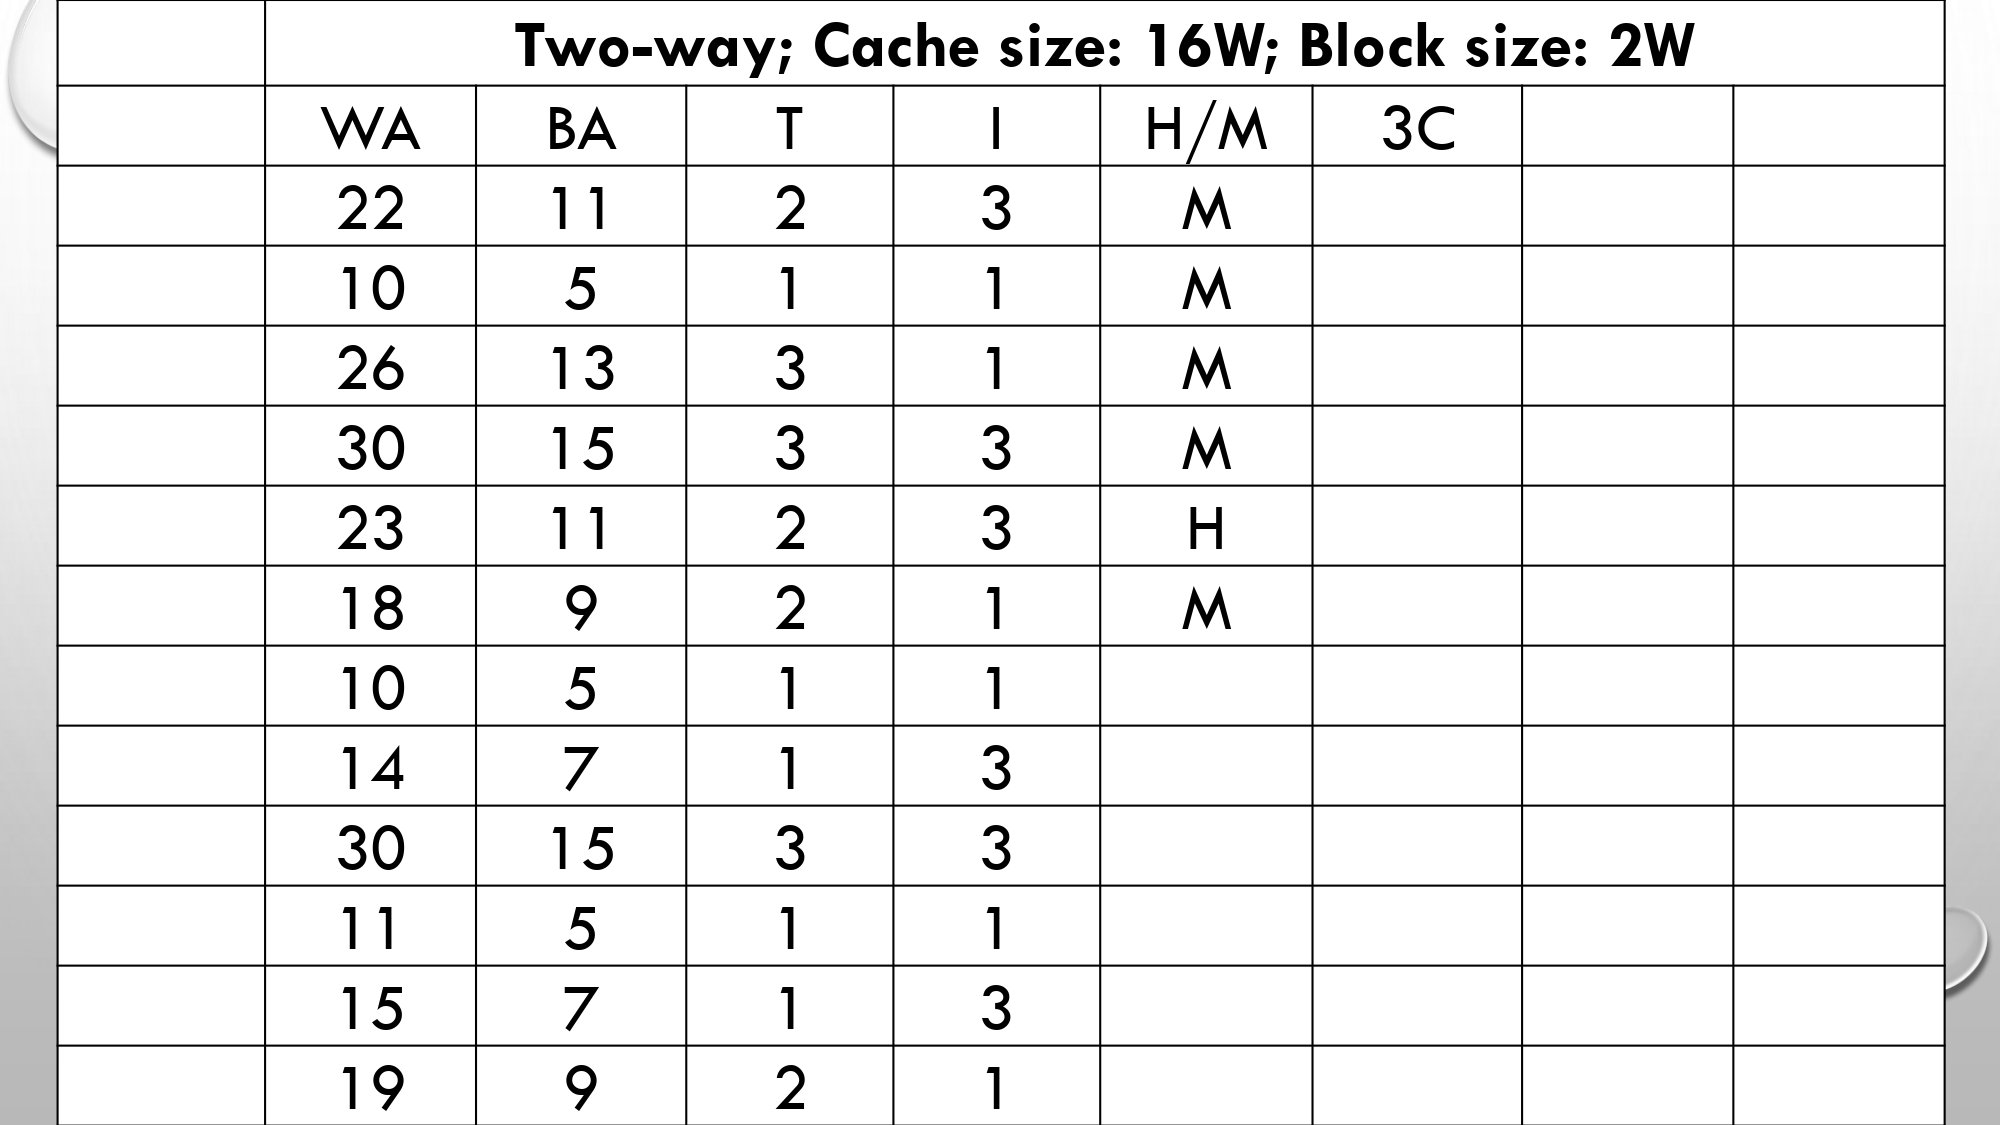 Two-way; Cache size: 16W; Block size: 2W
WA BA T I H/M 3C
22 11 2 3 M
10 5 1 1 M
26 13 3 1 M
30 15 3 3 M
23 11 2 3 H
18 9 2 1 M
10 5 1 1
14 7 1 3
30 15 3 3
11 5 1 1
15 7 1 3
19 9 2 1